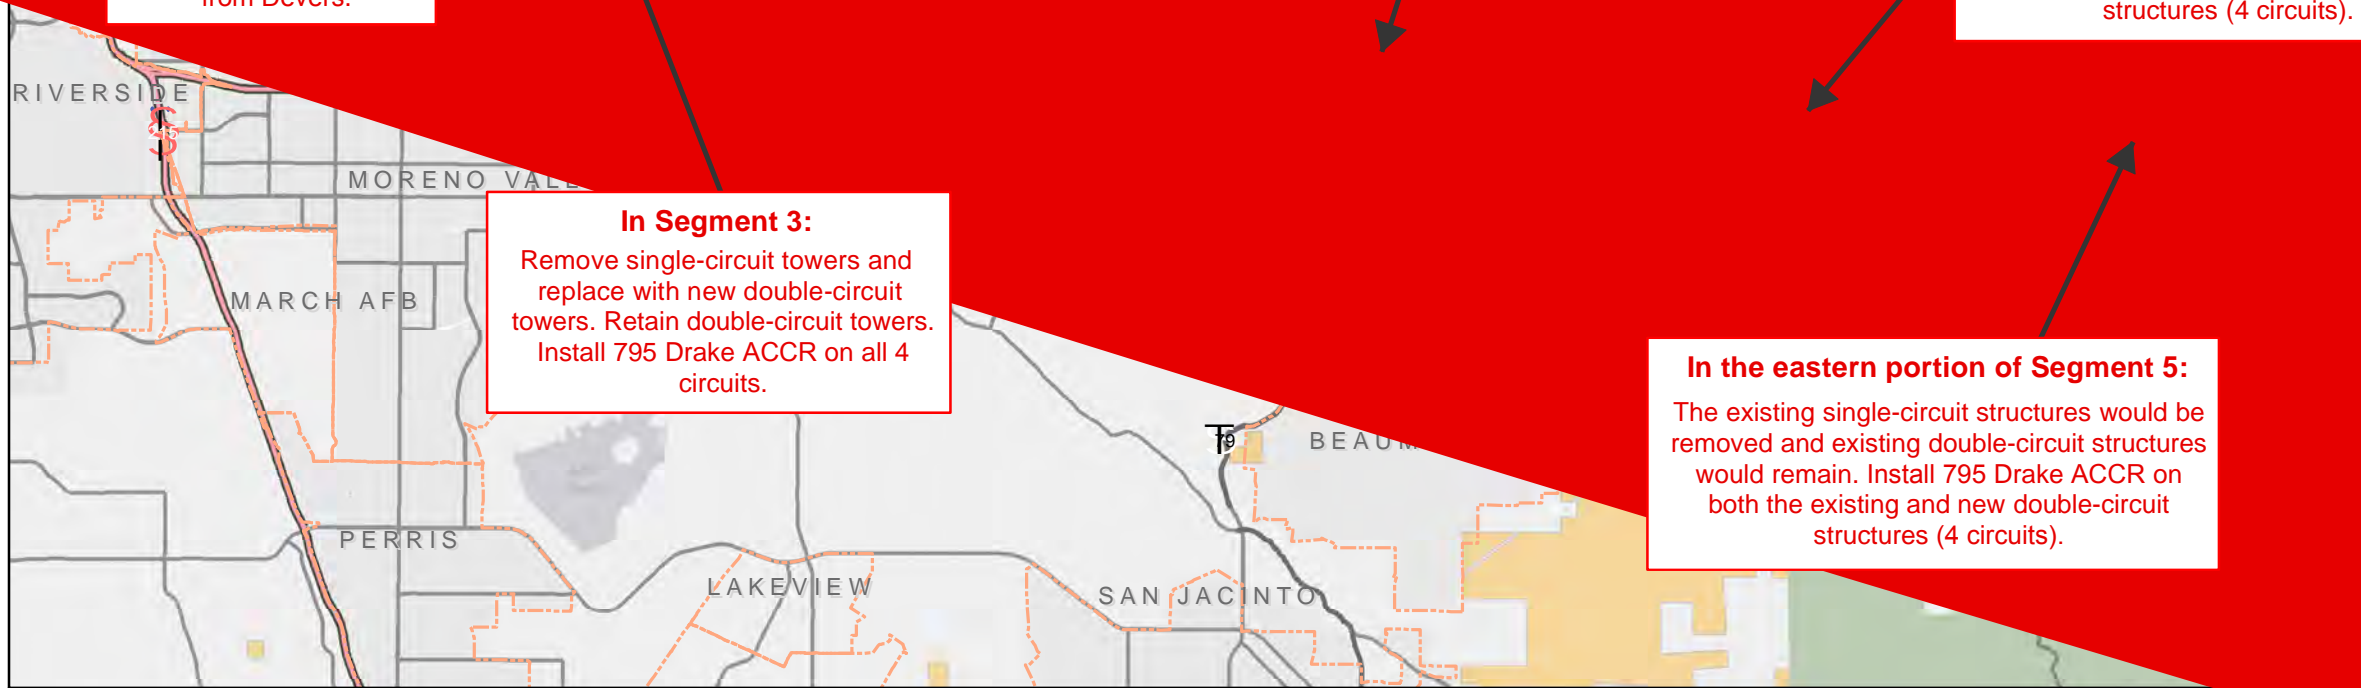 from Devers.
structures (4 circuits).
RIVERSIDE
215
MORENO VALL
In Segment 3:
Remove single-circuit towers and
replace with new double-circuit
towers. Retain double-circuit towers.
Install 795 Drake ACCR on all 4
circuits.
MARCH AFB
In the eastern portion of Segment 5:
The existing single-circuit structures would be
removed and existing double-circuit structures
would remain. Install 795 Drake ACCR on
both the existing and new double-circuit
structures (4 circuits).
79
BEAUM
PERRIS
LAKEVIEW
SAN JACINTO